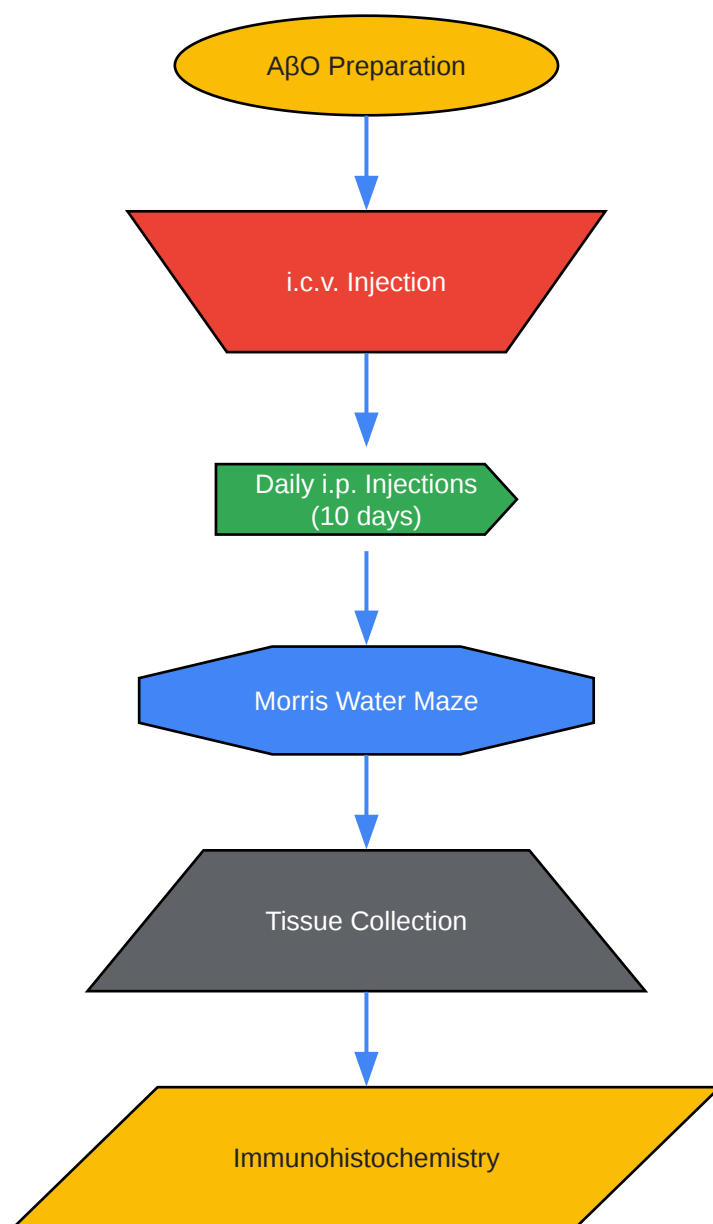 AβO Preparation
i.c.v. Injection
Daily i.p. Injections
(10 days)
Morris Water Maze
Tissue Collection
Immunohistochemistry